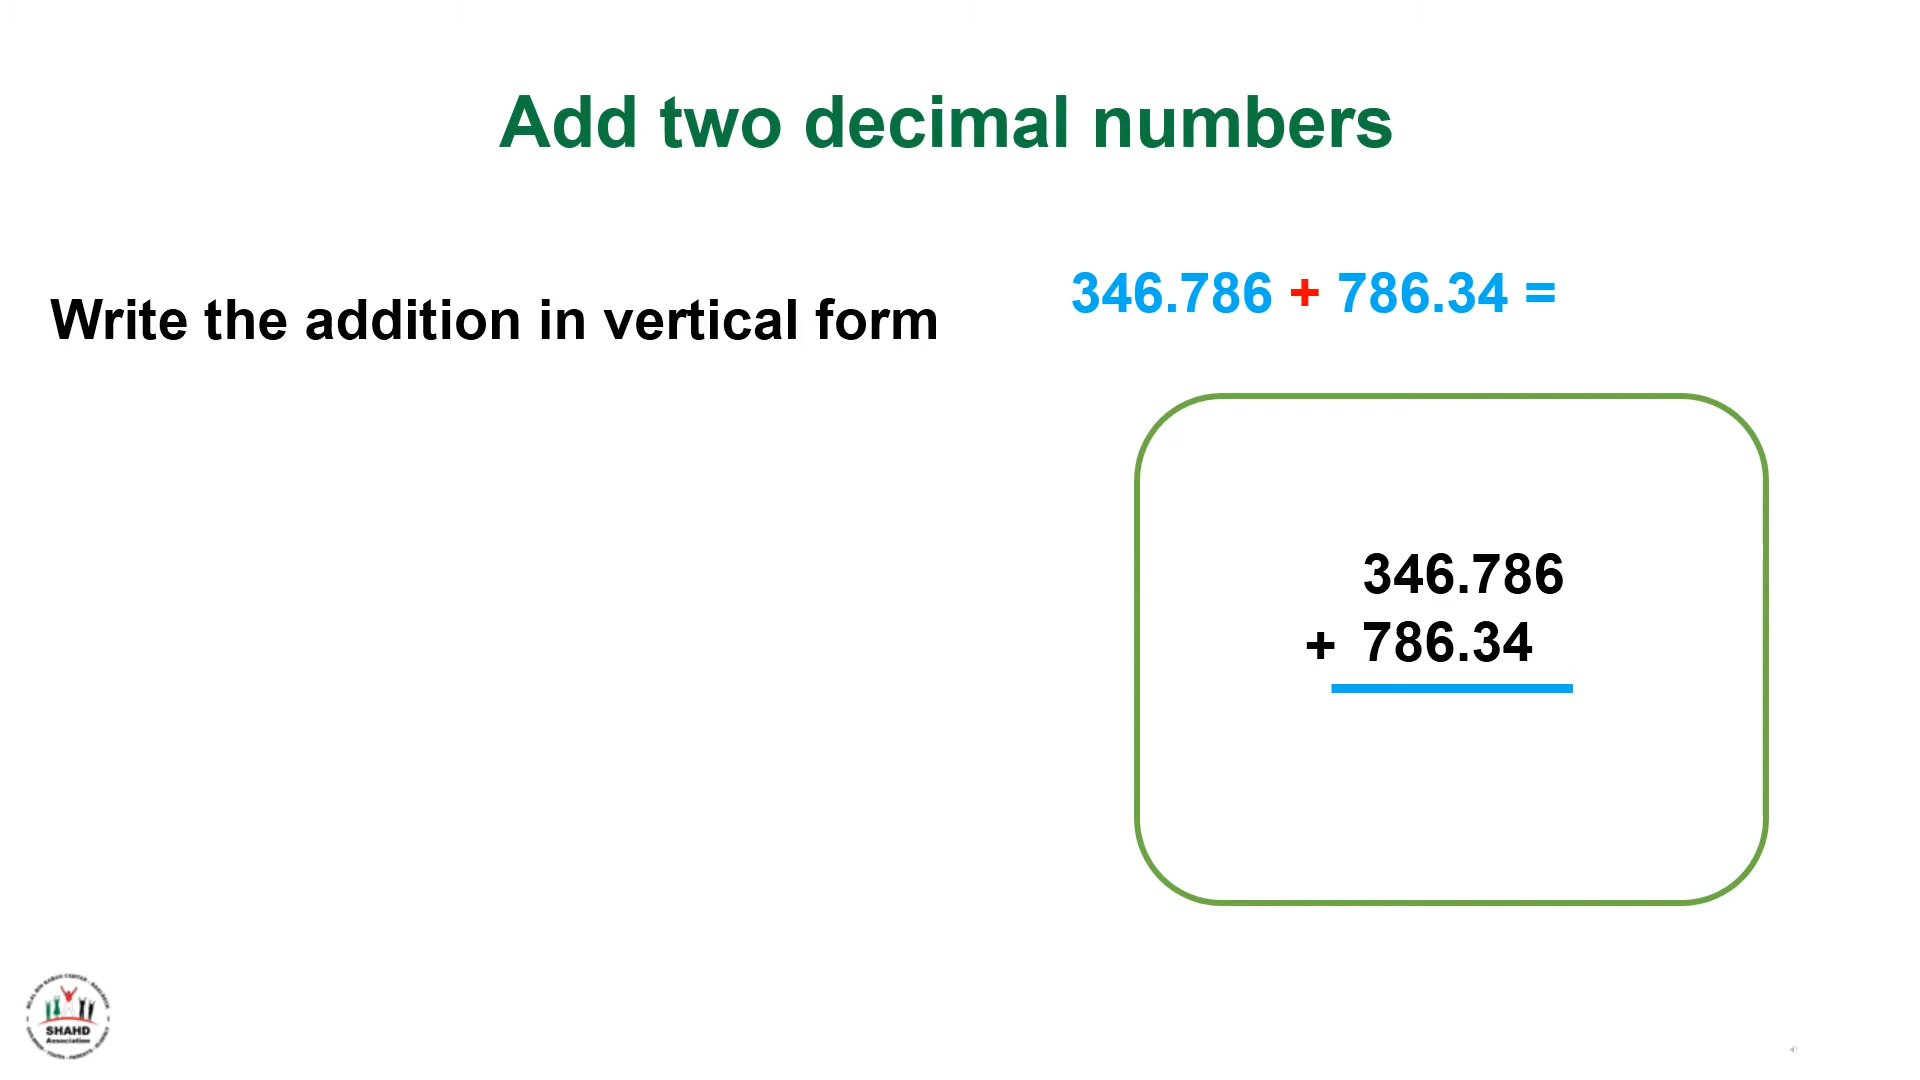 Add two decimal numbers
Write the addition in vertical form
346.786 + 786.34 =
346.786
+ 786.34
SHAHD
Association